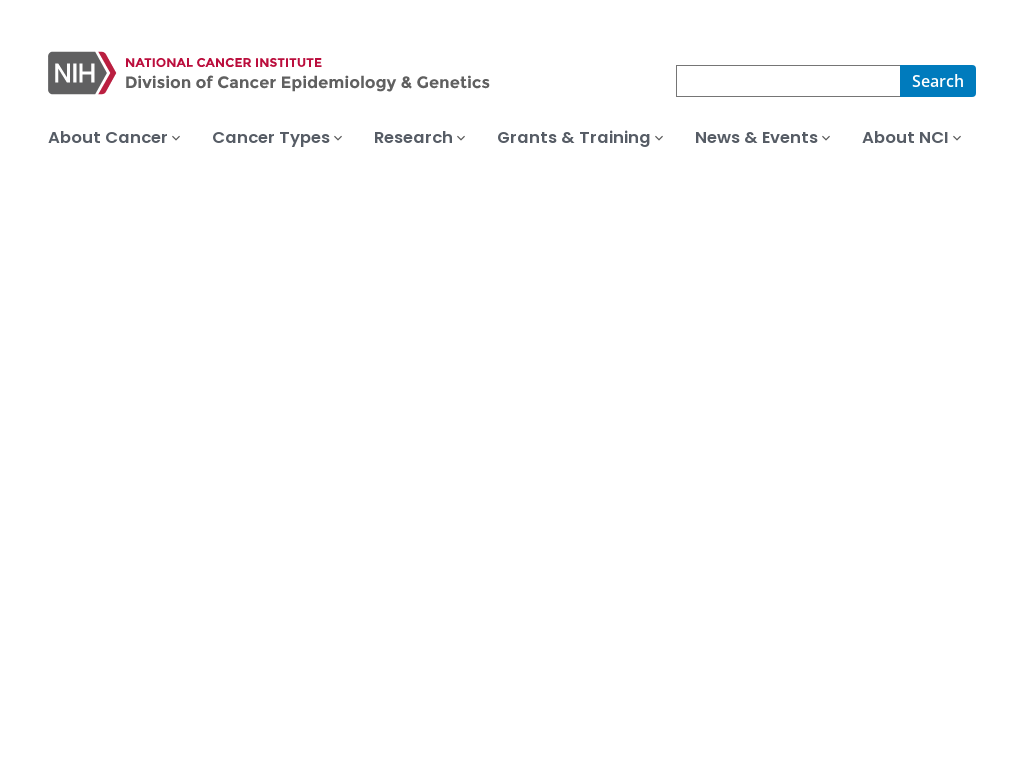 NIH
NATIONAL CANCER INSTITUTE
Division of Cancer Epidemiology & Genetics
Search
About Cancer
Cancer Types
Research
Grants & Training
News & Events
About NCI